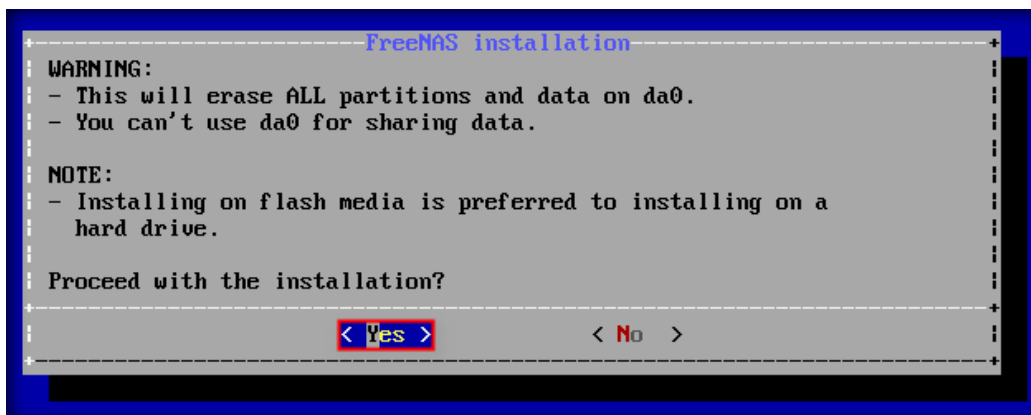 FreeNAS installation
WARNING:
- This will erase ALL partitions and data on da0.
- You can't use da0 for sharing data.
NOTE:
- Installing on flash media is preferred to installing on a
hard drive.
Proceed with the installation?
< Yes > < No >